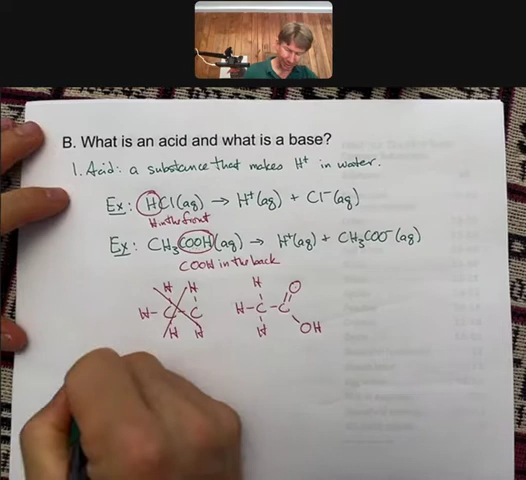 B. What is an acid and what is a base?
1. Acid: a substance that makes H⁺ in water.
Ex: HCl(aq) → H⁺(aq) + Cl⁻(aq)
H in the front
Ex: CH₃COOH(aq) → H⁺(aq) + CH₃COO⁻(aq)
COOH in the back
H H H O
H-C C H-C-C
H H H OH